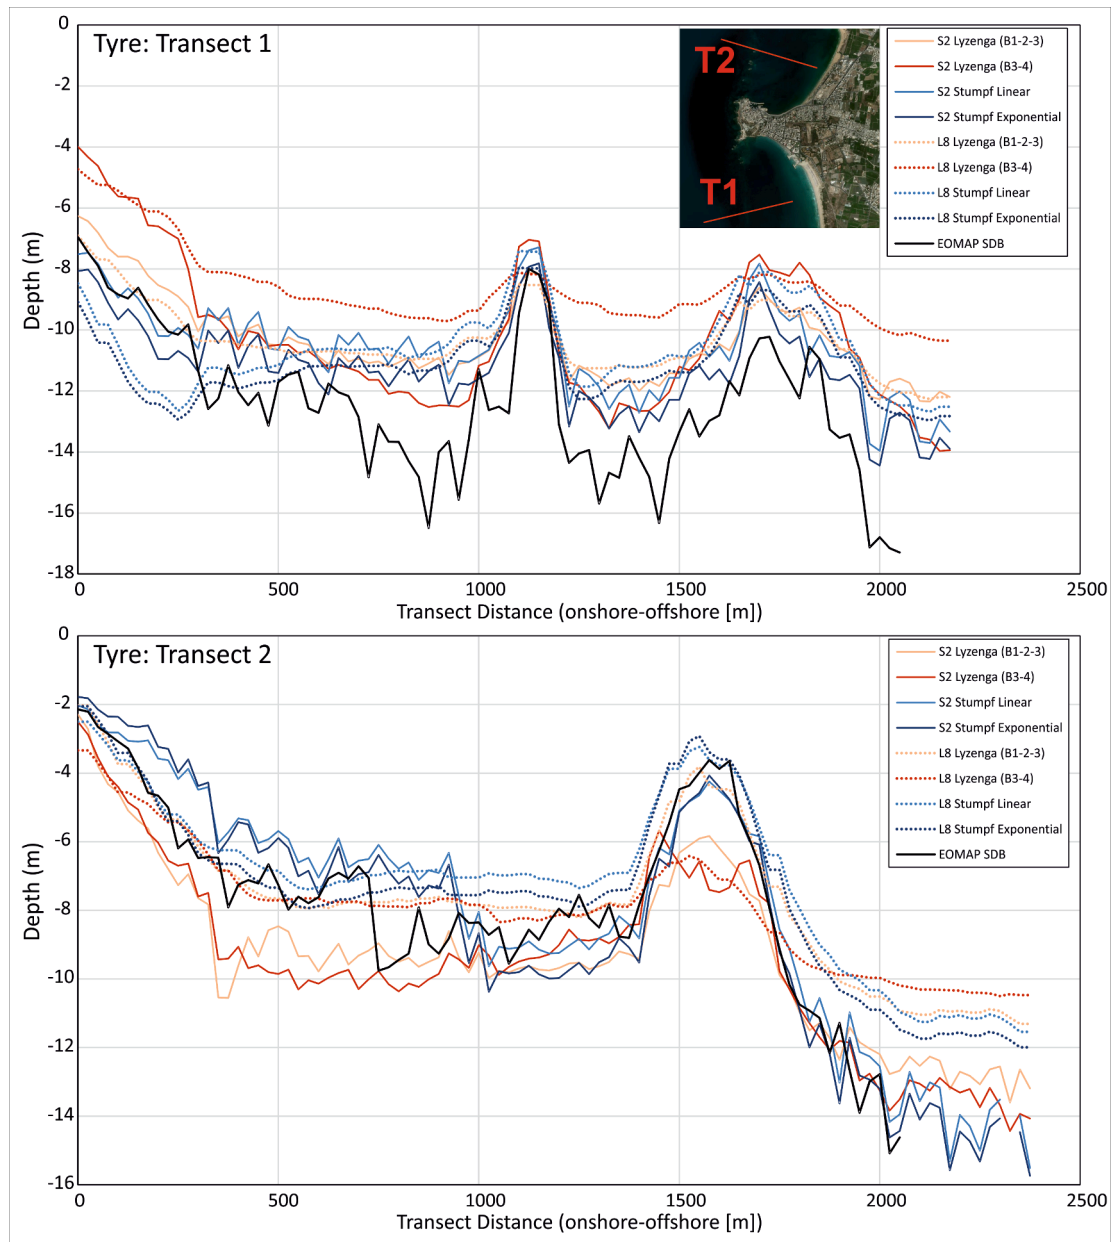 Tyre: Transect 1
0
-2
-4
-6
-8
-10
-12
-14
-16
-18
Depth (m)
T2
T1
S2 Lyzenga (B1-2-3)
S2 Lyzenga (B3-4)
S2 Stumpf Linear
S2 Stumpf Exponential
L8 Lyzenga (B1-2-3)
L8 Lyzenga (B3-4)
L8 Stumpf Linear
L8 Stumpf Exponential
EOMAP SDB
0 500 1000 1500 2000 2500
Transect Distance (onshore-offshore [m])
Tyre: Transect 2
0
-2
-4
-6
-8
-10
-12
-14
-16
Depth (m)
S2 Lyzenga (B1-2-3)
S2 Lyzenga (B3-4)
S2 Stumpf Linear
S2 Stumpf Exponential
L8 Lyzenga (B1-2-3)
L8 Lyzenga (B3-4)
L8 Stumpf Linear
L8 Stumpf Exponential
EOMAP SDB
0 500 1000 1500 2000 2500
Transect Distance (onshore-offshore [m])